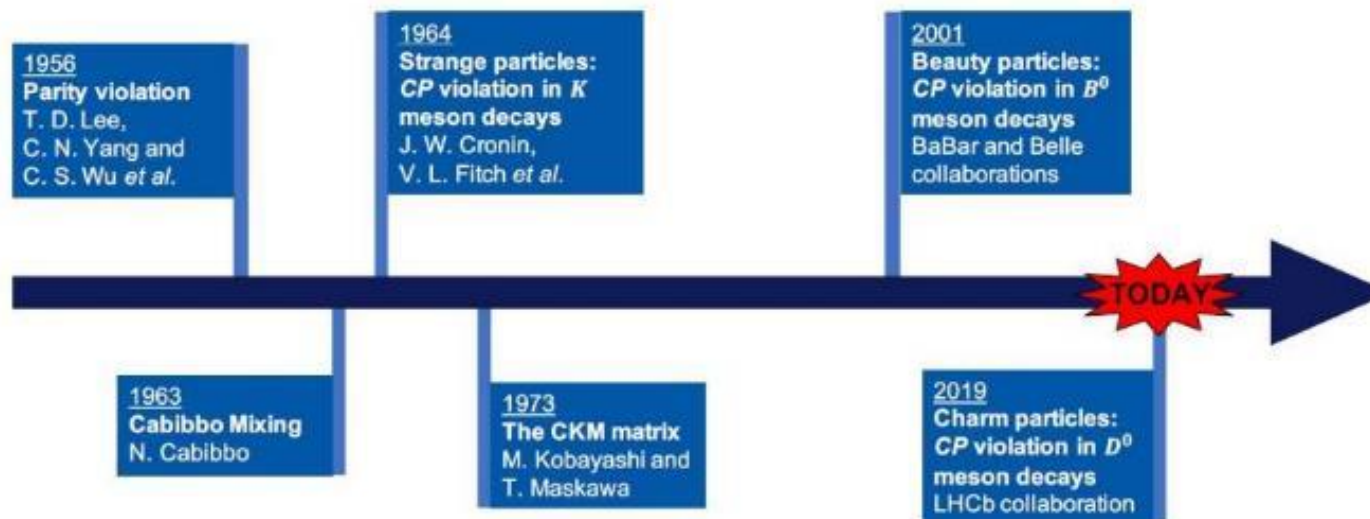 1956
Parity violation
T. D. Lee,
C. N. Yang and
C. S. Wu et al.
1964
Strange particles:
CP violation in K
meson decays
J. W. Cronin,
V. L. Fitch et al.
2001
Beauty particles:
CP violation in B⁰
meson decays
BaBar and Belle
collaborations
TODAY
1963
Cabibbo Mixing
N. Cabibbo
1973
The CKM matrix
M. Kobayashi and
T. Maskawa
2019
Charm particles:
CP violation in D⁰
meson decays
LHCb collaboration